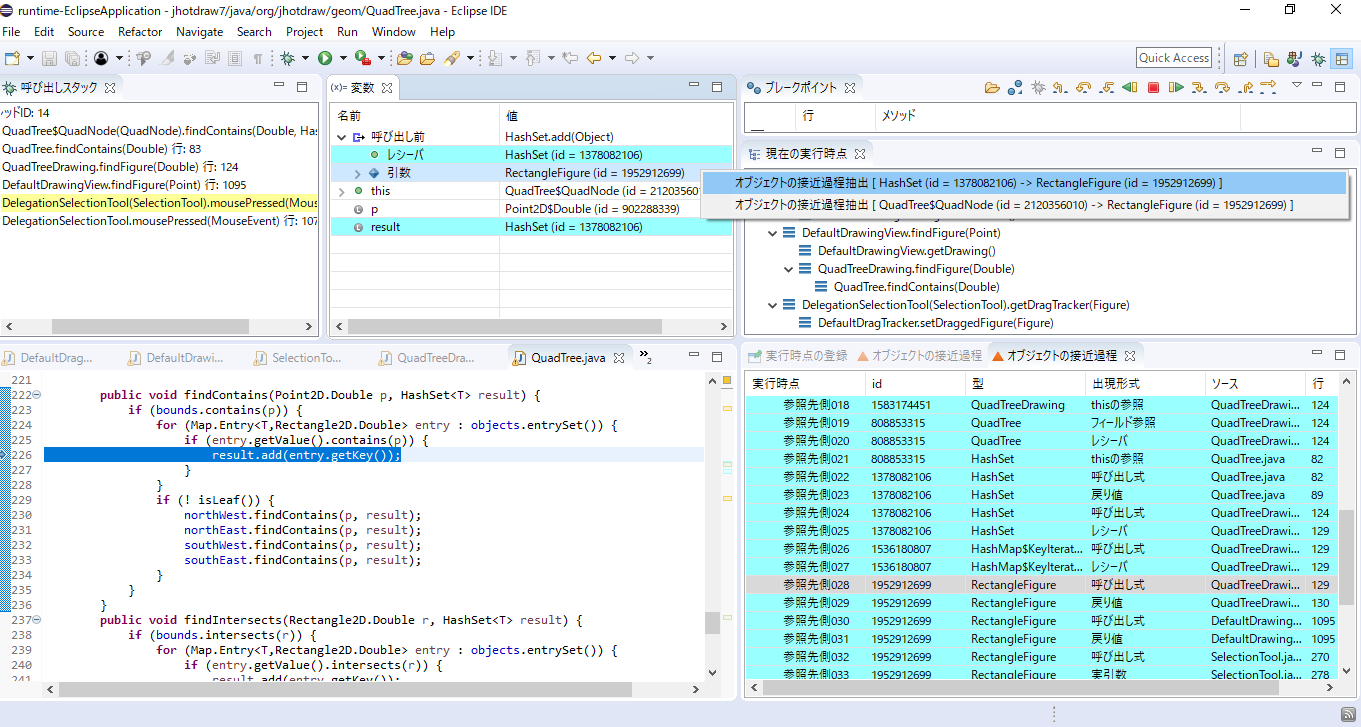 runtime-EclipseApplication - jhotdraw7/java/org/jhotdraw/geom/QuadTree.java - Eclipse IDE
File Edit Source Refactor Navigate Search Project Run Window Help
Quick Access
呼び出しスタック
ッドID: 14
QuadTree$QuadNode(QuadNode).findContains(Double, Has
QuadTree.findContains(Double) 行: 83
QuadTreeDrawing.findFigure(Double) 行: 124
DefaultDrawingView.findFigure(Point) 行: 1095
DelegationSelectionTool(SelectionTool).mousePressed(Mous
DelegationSelectionTool.mousePressed(MouseEvent) 行: 107
(x)= 変数
名前 値
呼び出し前 HashSet.add(Object)
レシーバ HashSet (id = 1378082106)
引数 RectangleFigure (id = 1952912699)
this QuadTree$QuadNode (id = 2120356010
p Point2D$Double (id = 902288339)
result HashSet (id = 1378082106)
ブレークポイント
行 メソッド
現在の実行時点
オブジェクトの接近過程抽出 [ HashSet (id = 1378082106) -> RectangleFigure (id = 1952912699) ]
オブジェクトの接近過程抽出 [ QuadTree$QuadNode (id = 2120356010) -> RectangleFigure (id = 1952912699) ]
DefaultDrawingView.findFigure(Point)
DefaultDrawingView.getDrawing()
QuadTreeDrawing.findFigure(Double)
QuadTree.findContains(Double)
DelegationSelectionTool(SelectionTool).getDragTracker(Figure)
DefaultDragTracker.setDraggedFigure(Figure)
DefaultDrag... DefaultDrawi... SelectionTo... QuadTreeDra... QuadTree.java »2
221
222 public void findContains(Point2D.Double p, HashSet<T> result) {
223 if (bounds.contains(p)) {
224 for (Map.Entry<T,Rectangle2D.Double> entry : objects.entrySet()) {
225 if (entry.getValue().contains(p)) {
226 result.add(entry.getKey());
227 }
228 }
229 if (! isLeaf()) {
230 northWest.findContains(p, result);
231 northEast.findContains(p, result);
232 southWest.findContains(p, result);
233 southEast.findContains(p, result);
234 }
235 }
236 }
237 public void findIntersects(Rectangle2D.Double r, HashSet<T> result) {
238 if (bounds.intersects(r)) {
239 for (Map.Entry<T,Rectangle2D.Double> entry : objects.entrySet()) {
240 if (entry.getValue().intersects(r)) {
241 result.add(entry.getKey());
実行時点の登録 オブジェクトの接近過程 オブジェクトの接近過程
実行時点 id 型 出現形式 ソース 行
参照先側018 1583174451 QuadTreeDrawing thisの参照 QuadTreeDrawi... 124
参照先側019 808853315 QuadTree フィールド参照 QuadTreeDrawi... 124
参照先側020 808853315 QuadTree レシーバ QuadTreeDrawi... 124
参照先側021 808853315 HashSet thisの参照 QuadTree.java 82
参照先側022 1378082106 HashSet 呼び出し式 QuadTree.java 82
参照先側023 1378082106 HashSet 戻り値 QuadTree.java 89
参照先側024 1378082106 HashSet 呼び出し式 QuadTreeDrawi... 124
参照先側025 1378082106 HashSet レシーバ QuadTreeDrawi... 129
参照先側026 1536180807 HashMap$KeyIterat... 呼び出し式 QuadTreeDrawi... 129
参照先側027 1536180807 HashMap$KeyIterat... レシーバ QuadTreeDrawi... 129
参照先側028 1952912699 RectangleFigure 呼び出し式 QuadTreeDrawi... 129
参照先側029 1952912699 RectangleFigure 戻り値 QuadTreeDrawi... 130
参照先側030 1952912699 RectangleFigure 呼び出し式 DefaultDrawing... 1095
参照先側031 1952912699 RectangleFigure 戻り値 DefaultDrawing... 1095
参照先側032 1952912699 RectangleFigure 呼び出し式 SelectionTool.ja... 270
参照先側033 1952912699 RectangleFigure 実引数 SelectionTool.ja... 278